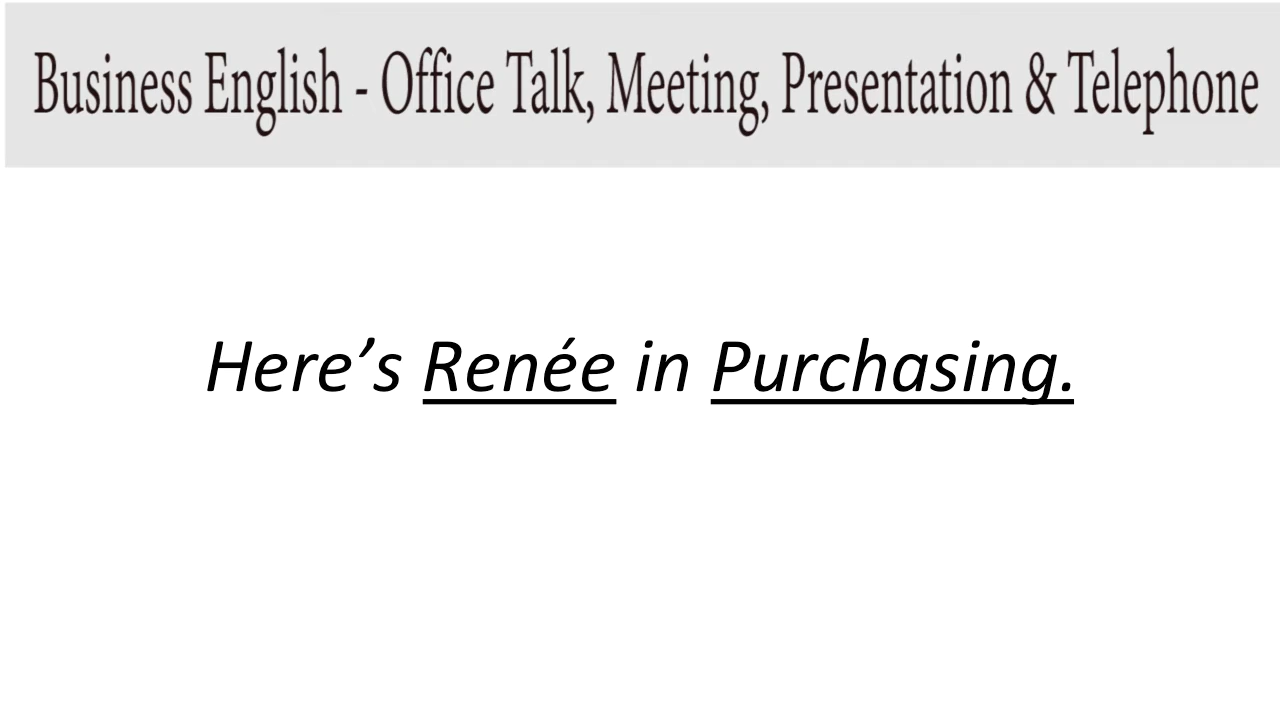 Business English - Office Talk, Meeting, Presentation & Telephone
Here’s Renée in Purchasing.